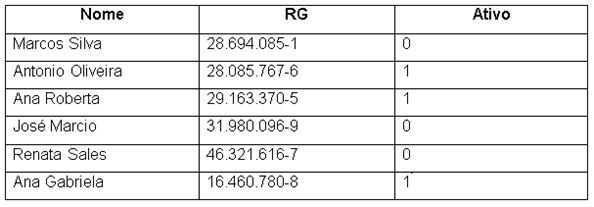 Nome RG Ativo
Marcos Silva 28.694.085-1 0
Antonio Oliveira 28.085.767-6 1
Ana Roberta 29.163.370-5 1
José Marcio 31.980.096-9 0
Renata Sales 46.321.616-7 0
Ana Gabriela 16.460.780-8 1